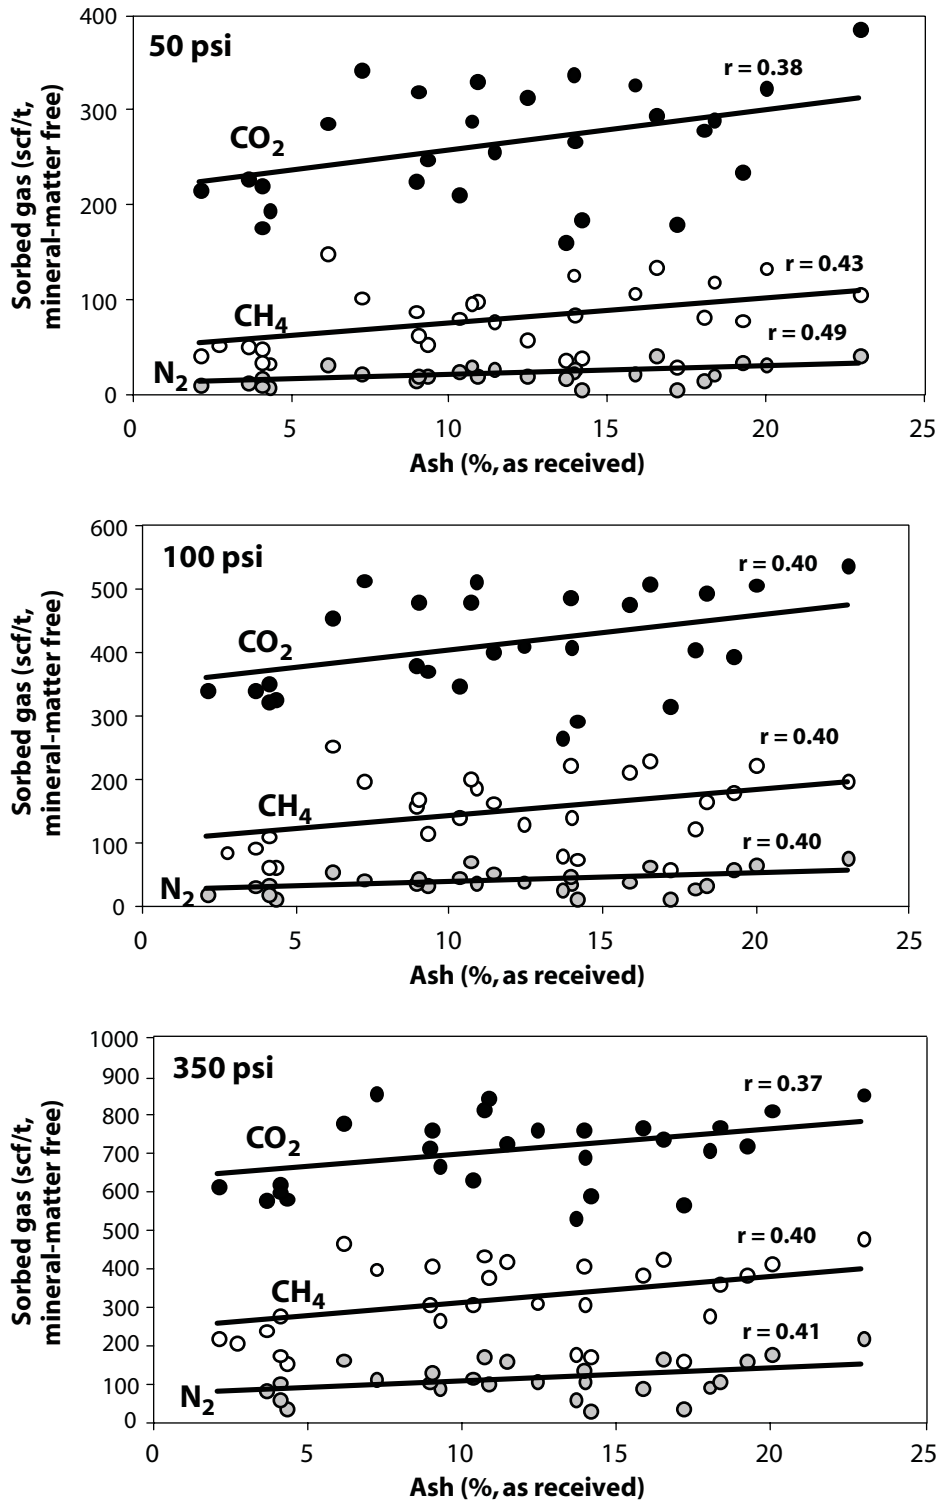 400
50 psi
r = 0.38
300
CO2
200
r = 0.43
100
CH4
r = 0.49
N2
0
0 5 10 15 20 25
Sorbed gas (scf/t,
mineral-matter free)
Ash (%, as received)
600
100 psi
r = 0.40
500
CO2
400
300
r = 0.40
200
CH4
100
r = 0.40
N2
0
0 5 10 15 20 25
Sorbed gas (scf/t,
mineral-matter free)
Ash (%, as received)
1000
350 psi
900
r = 0.37
800
CO2
700
600
500
r = 0.40
400
CH4
300
200
r = 0.41
100
N2
0
0 5 10 15 20 25
Sorbed gas (scf/t,
mineral-matter free)
Ash (%, as received)